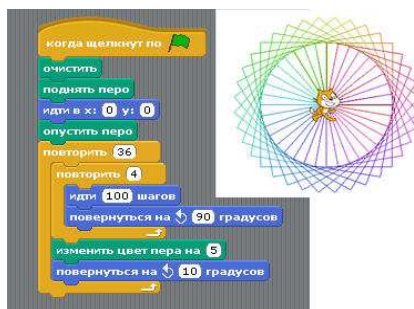 когда щелкнут по
очистить
поднять перо
идти в x: 0 y: 0
опустить перо
повторить 36
повторить 4
идти 100 шагов
повернуться на 90 градусов
изменить цвет пера на 5
повернуться на 10 градусов